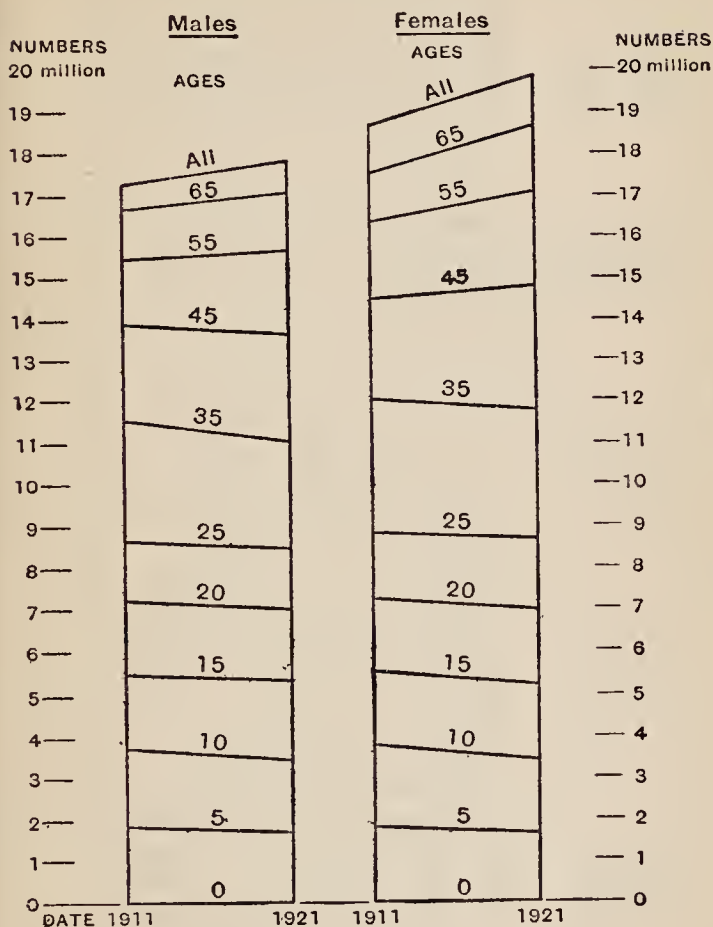 Males Females
NUMBERS NUMBERS
20 million AGES AGES 20 million
19 All 19
18 All 65 18
17 65 55 17
16 55 16
15 45 15
14 45 14
13 13
12 35 12
11 35 11
10 10
9 25 25 9
8 8
7 20 20 7
6 6
5 15 15 5
4 10 10 4
3 3
2 5 5 2
1 1
0 0 0 0
DATE 1911 1921 1911 1921